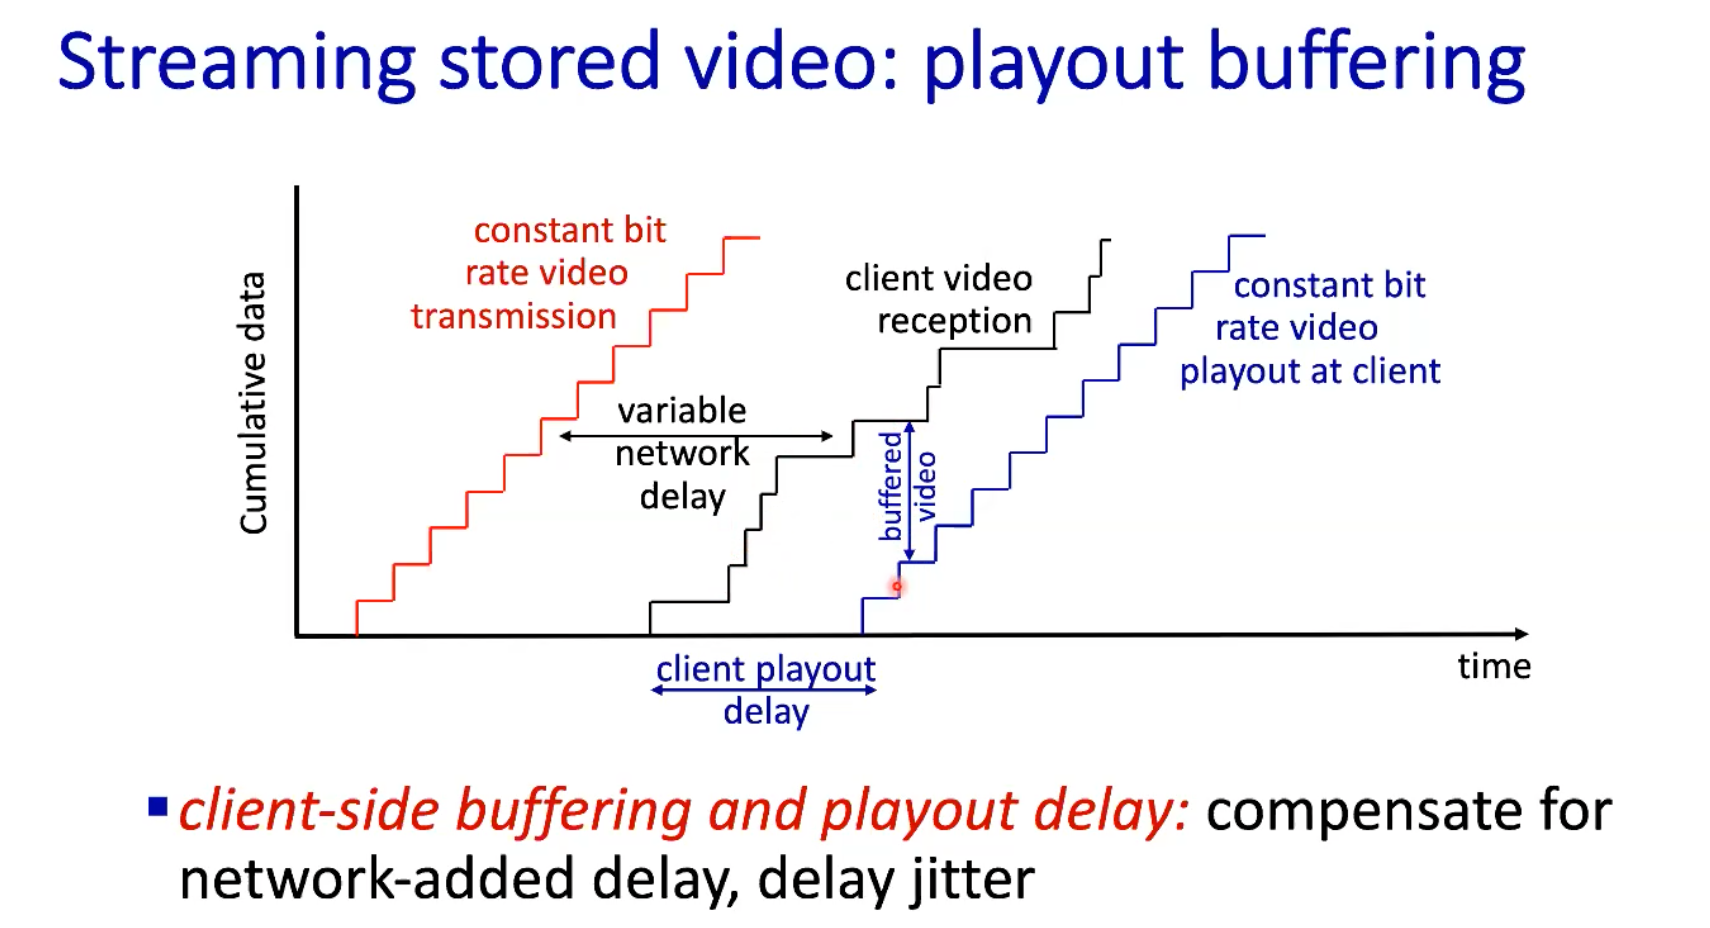 Streaming stored video: playout buffering
constant bit
rate video
transmission
client video
reception
constant bit
rate video
playout at client
Cumulative data
variable
network
delay
buffered
video
client playout
delay
time
client-side buffering and playout delay: compensate for
network-added delay, delay jitter